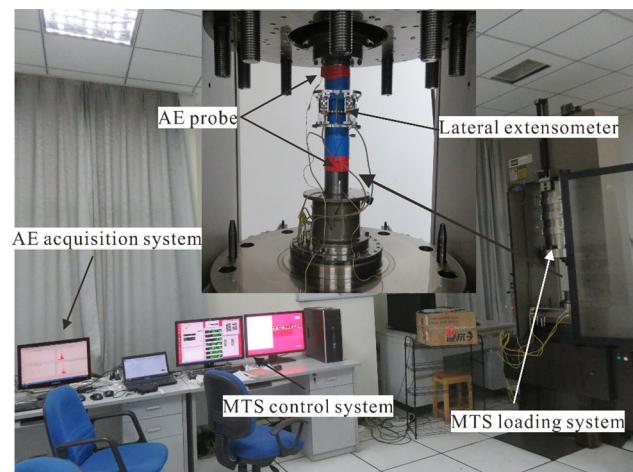 AE probe
Lateral extensometer
AE acquisition system
MTS control system
MTS loading system